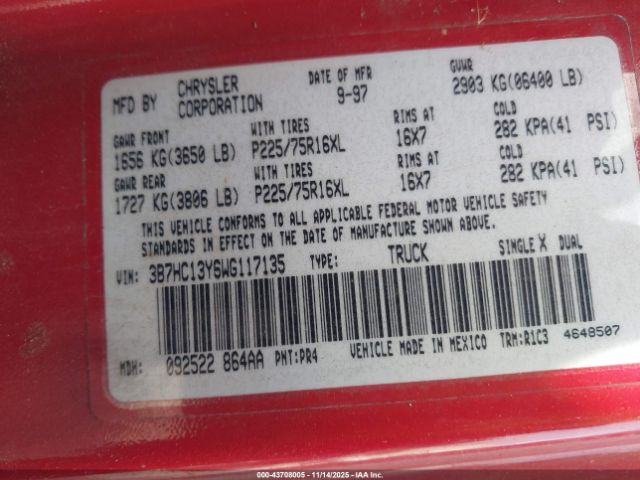 MFD BY CHRYSLER CORPORATION DATE OF MFR 9-97 GVWR 2903 KG(06400 LB)
GAWR FRONT WITH TIRES RIMS AT COLD
1656 KG(3650 LB) P225/75R16XL 16X7 282 KPA(41 PSI)
GAWR REAR WITH TIRES RIMS AT COLD
1727 KG(3806 LB) P225/75R16XL 16X7 282 KPA(41 PSI)
THIS VEHICLE CONFORMS TO ALL APPLICABLE FEDERAL MOTOR VEHICLE SAFETY
STANDARDS IN EFFECT ON THE DATE OF MANUFACTURE SHOWN ABOVE.
VIN: 3B7HC13Y6WG117135 TYPE: TRUCK SINGLE X DUAL
MDH: 092522 864AA PNT:PR4 VEHICLE MADE IN MEXICO TRM:R1C3 4648507
000-43708005 - 11/14/2025 - IAAI.COM